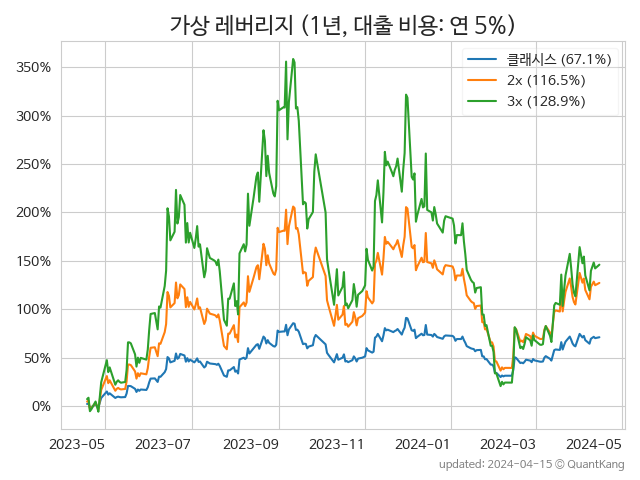 가상 레버리지 (1년, 대출 비용: 연 5%)
클래시스 (67.1%)
2x (116.5%)
3x (128.9%)
350%
300%
250%
200%
150%
100%
50%
0%
2023-05 2023-07 2023-09 2023-11 2024-01 2024-03 2024-05
updated: 2024-04-15 © QuantKang